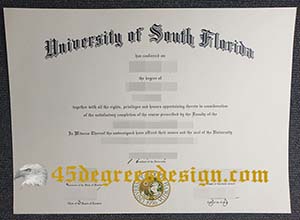 University of South Florida
has conferred on
the degree of
together with all the rights, privileges and honors appertaining thereto in consideration
of the satisfactory completion of the course prescribed by the Faculty of the
In Witness Thereof the undersigned have affixed their names and the seal of the University
45degreesdesign.com